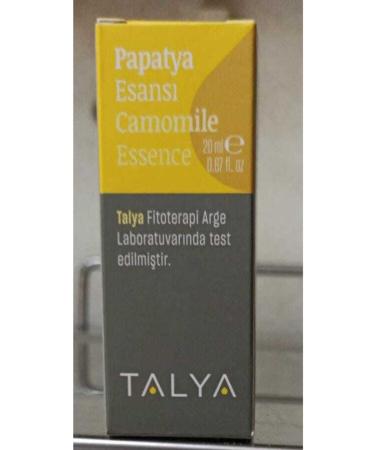 Papatya
Esansı
Camomile
Essence
20 ml ℮
0.67 fl. oz
Talya Fitoterapi Arge
Laboratuvarında test
edilmiştir.
TALYA